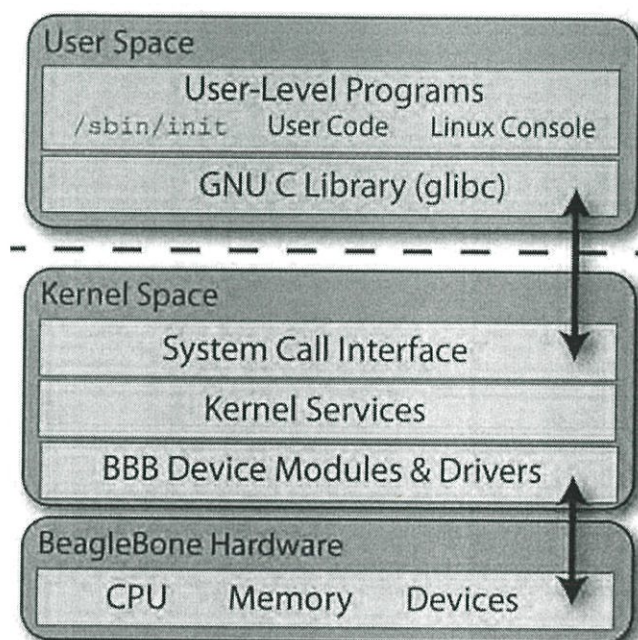 User Space
User-Level Programs
/sbin/init User Code Linux Console
GNU C Library (glibc)
Kernel Space
System Call Interface
Kernel Services
BBB Device Modules & Drivers
BeagleBone Hardware
CPU Memory Devices